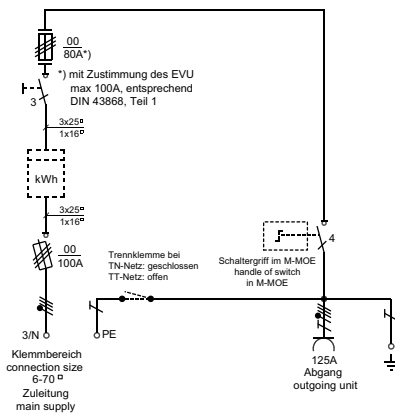 00
80A*)
*) mit Zustimmung des EVU
max 100A, entsprechend
DIN 43868, Teil 1
3
3x25
1x16
kWh
3x25
1x16
00
100A
Trennklemme bei
TN-Netz: geschlossen
TT-Netz: offen
4
Schaltergriff im M-MOE
handle of switch
in M-MOE
3/N
PE
Klemmbereich
connection size
6-70
Zuleitung
main supply
125A
Abgang
outgoing unit